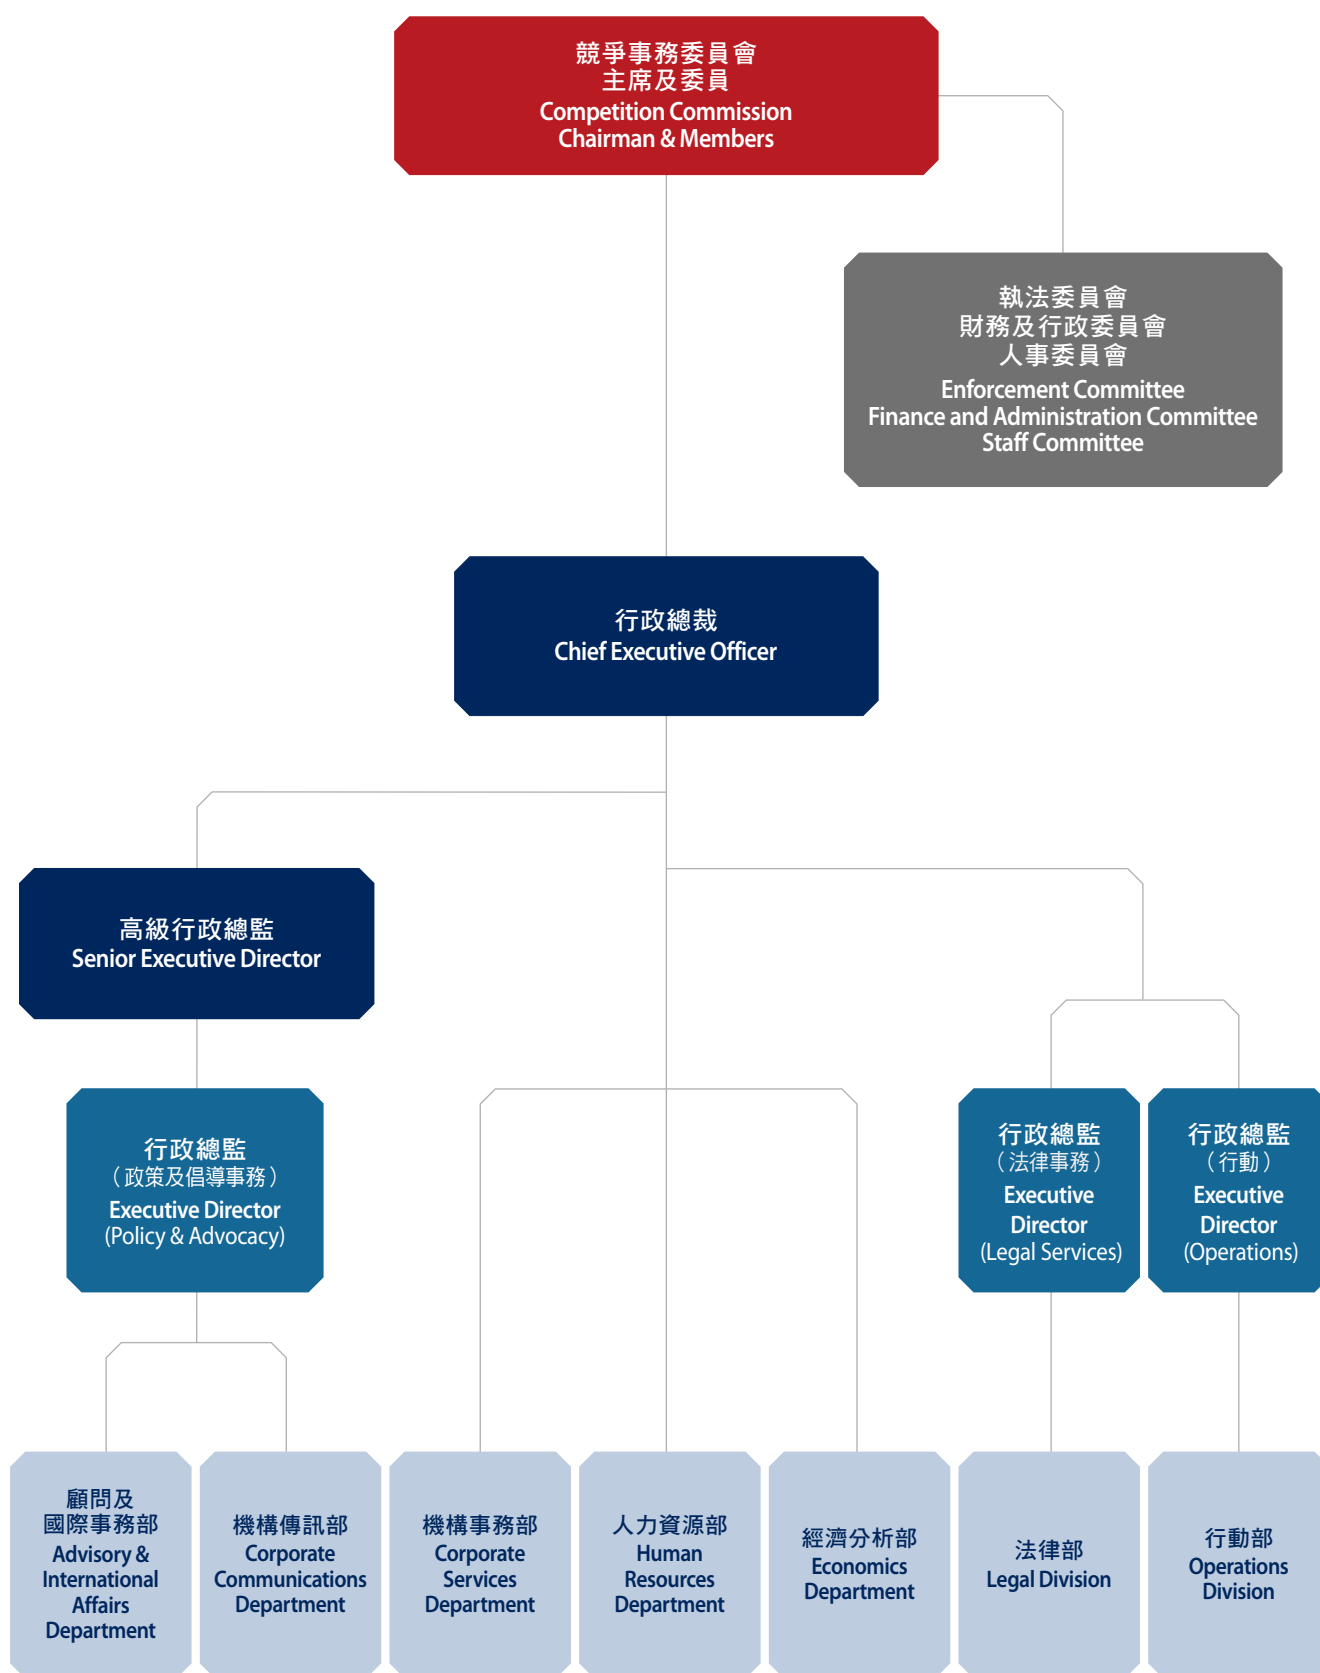 競爭事務委員會
主席及委員
Competition Commission
Chairman & Members
執法委員會
財務及行政委員會
人事委員會
Enforcement Committee
Finance and Administration Committee
Staff Committee
行政總裁
Chief Executive Officer
高級行政總監
Senior Executive Director
行政總監
（政策及倡導事務）
Executive Director
(Policy & Advocacy)
行政總監
（法律事務）
Executive
Director
(Legal Services)
行政總監
（行動）
Executive
Director
(Operations)
顧問及
國際事務部
Advisory &
International
Affairs
Department
機構傳訊部
Corporate
Communications
Department
機構事務部
Corporate
Services
Department
人力資源部
Human
Resources
Department
經濟分析部
Economics
Department
法律部
Legal Division
行動部
Operations
Division